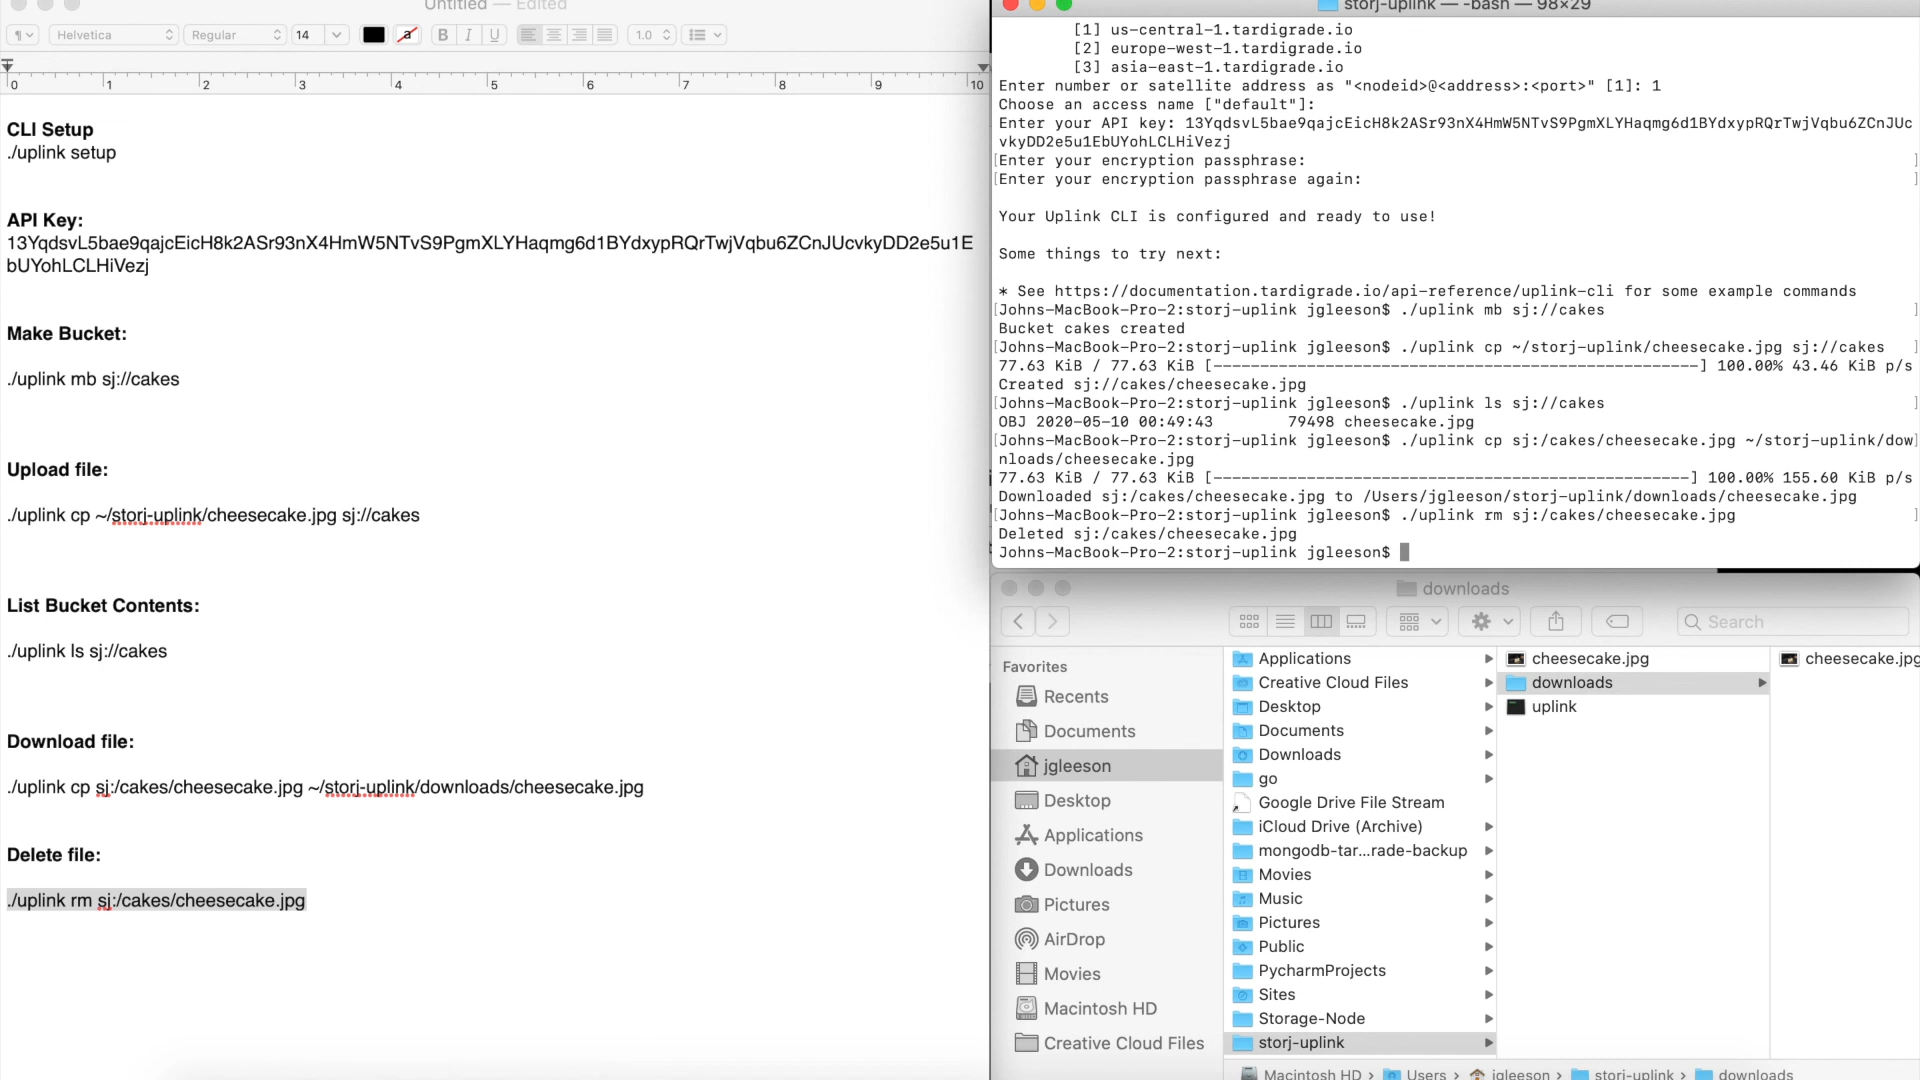 Untitled — Edited
Helvetica
Regular
14
a
B I U
1.0
0 1 2 3 4 5 6 7 8 9 10
CLI Setup
./uplink setup
API Key:
13YqdsvL5bae9qajcEicH8k2ASr93nX4HmW5NTvS9PgmXLYHaqmg6d1BYdxypRQrTwjVqbu6ZCnJUcvkyDD2e5u1E
bUYohLCLHiVezj
Make Bucket:
./uplink mb sj://cakes
Upload file:
./uplink cp ~/storj-uplink/cheesecake.jpg sj://cakes
List Bucket Contents:
./uplink ls sj://cakes
Download file:
./uplink cp sj:/cakes/cheesecake.jpg ~/storj-uplink/downloads/cheesecake.jpg
Delete file:
./uplink rm sj:/cakes/cheesecake.jpg
storj-uplink — -bash — 98×29
[1] us-central-1.tardigrade.io
[2] europe-west-1.tardigrade.io
[3] asia-east-1.tardigrade.io
Enter number or satellite address as "<nodeid>@<address>:<port>" [1]: 1
Choose an access name ["default"]:
Enter your API key: 13YqdsvL5bae9qajcEicH8k2ASr93nX4HmW5NTvS9PgmXLYHaqmg6d1BYdxypRQrTwjVqbu6ZCnJUc
vkyDD2e5u1EbUYohLCLHiVezj
[Enter your encryption passphrase: ]
[Enter your encryption passphrase again: ]
Your Uplink CLI is configured and ready to use!
Some things to try next:
* See https://documentation.tardigrade.io/api-reference/uplink-cli for some example commands
[Johns-MacBook-Pro-2:storj-uplink jgleeson$ ./uplink mb sj://cakes ]
Bucket cakes created
[Johns-MacBook-Pro-2:storj-uplink jgleeson$ ./uplink cp ~/storj-uplink/cheesecake.jpg sj://cakes ]
77.63 KiB / 77.63 KiB [----------------------------------------------------] 100.00% 43.46 KiB p/s
Created sj://cakes/cheesecake.jpg
[Johns-MacBook-Pro-2:storj-uplink jgleeson$ ./uplink ls sj://cakes ]
OBJ 2020-05-10 00:49:43 79498 cheesecake.jpg
[Johns-MacBook-Pro-2:storj-uplink jgleeson$ ./uplink cp sj:/cakes/cheesecake.jpg ~/storj-uplink/dow]
nloads/cheesecake.jpg
77.63 KiB / 77.63 KiB [---------------------------------------------------] 100.00% 155.60 KiB p/s
Downloaded sj:/cakes/cheesecake.jpg to /Users/jgleeson/storj-uplink/downloads/cheesecake.jpg
[Johns-MacBook-Pro-2:storj-uplink jgleeson$ ./uplink rm sj:/cakes/cheesecake.jpg ]
Deleted sj:/cakes/cheesecake.jpg
Johns-MacBook-Pro-2:storj-uplink jgleeson$
downloads
Search
Favorites
Recents
Documents
jgleeson
Desktop
Applications
Downloads
Pictures
AirDrop
Movies
Macintosh HD
Creative Cloud Files
Applications
Creative Cloud Files
Desktop
Documents
Downloads
go
Google Drive File Stream
iCloud Drive (Archive)
mongodb-tar...rade-backup
Movies
Music
Pictures
Public
PycharmProjects
Sites
Storage-Node
storj-uplink
cheesecake.jpg
downloads
uplink
cheesecake.jpg
Macintosh HD › Users › jgleeson › storj-uplink › downloads